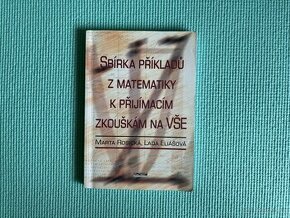 SBÍRKA PŘÍKLADŮ
Z MATEMATIKY
K PŘIJÍMACÍM
ZKOUŠKÁM NA VŠE
MARTA ROSICKÁ, LADA ELIÁŠOVÁ